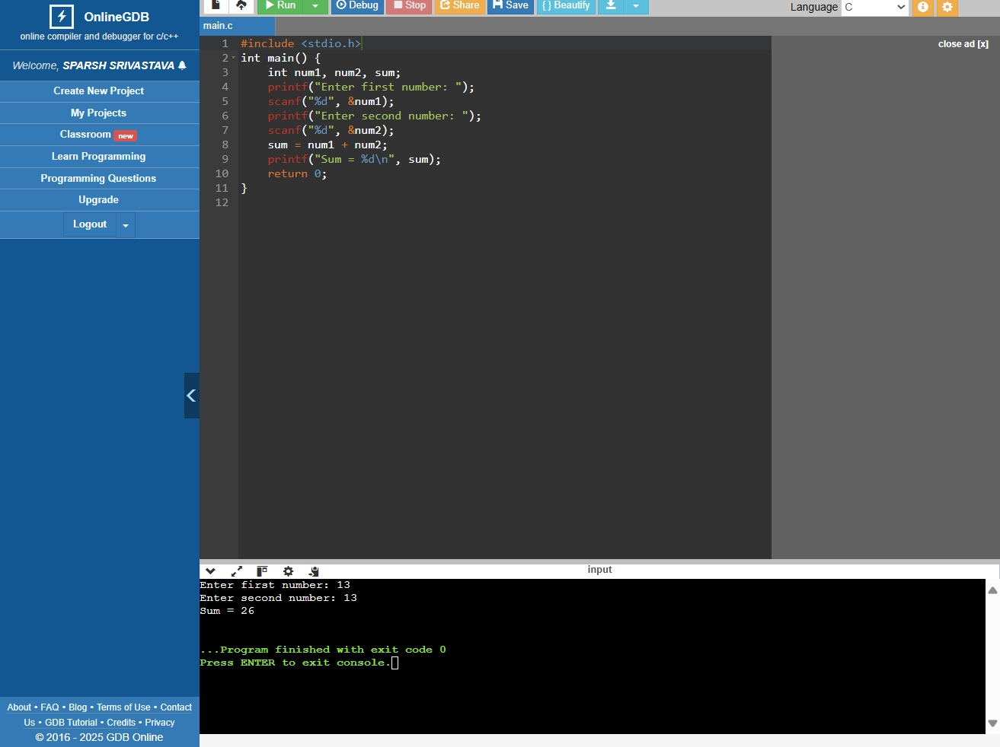 OnlineGDB
online compiler and debugger for c/c++
Welcome, SPARSH SRIVASTAVA
Create New Project
My Projects
Classroom new
Learn Programming
Programming Questions
Upgrade
Logout
About • FAQ • Blog • Terms of Use • Contact
Us • GDB Tutorial • Credits • Privacy
© 2016 - 2025 GDB Online
Run Debug Stop Share Save { } Beautify Language C
main.c
close ad [x]
1 #include <stdio.h>
2 int main() {
3     int num1, num2, sum;
4     printf("Enter first number: ");
5     scanf("%d", &num1);
6     printf("Enter second number: ");
7     scanf("%d", &num2);
8     sum = num1 + num2;
9     printf("Sum = %d\n", sum);
10     return 0;
11 }
12
input
Enter first number: 13
Enter second number: 13
Sum = 26
...Program finished with exit code 0
Press ENTER to exit console.